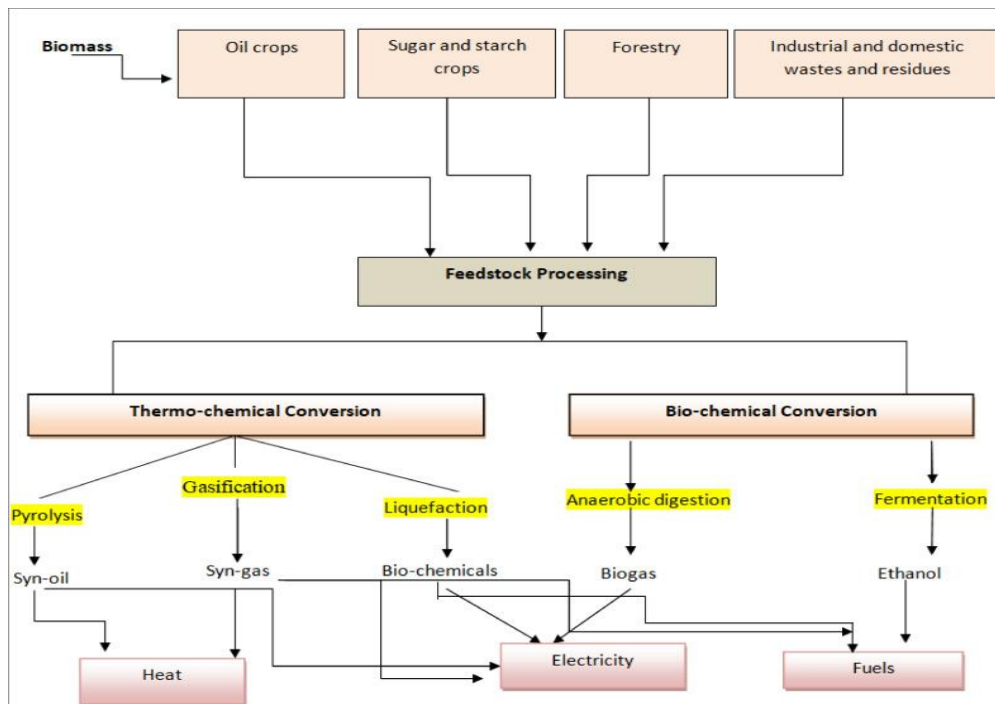 Biomass
Oil crops
Sugar and starch
crops
Forestry
Industrial and domestic
wastes and residues
Feedstock Processing
Thermo-chemical Conversion
Bio-chemical Conversion
Pyrolysis
Gasification
Liquefaction
Anaerobic digestion
Fermentation
Syn-oil
Syn-gas
Bio-chemicals
Biogas
Ethanol
Heat
Electricity
Fuels